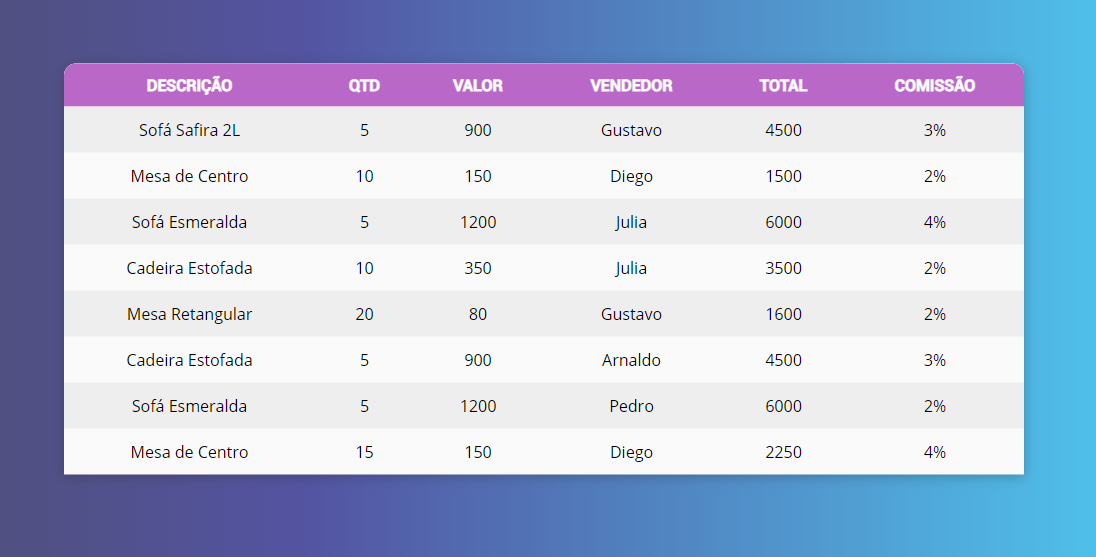 DESCRIÇÃO QTD VALOR VENDEDOR TOTAL COMISSÃO
Sofá Safira 2L 5 900 Gustavo 4500 3%
Mesa de Centro 10 150 Diego 1500 2%
Sofá Esmeralda 5 1200 Julia 6000 4%
Cadeira Estofada 10 350 Julia 3500 2%
Mesa Retangular 20 80 Gustavo 1600 2%
Cadeira Estofada 5 900 Arnaldo 4500 3%
Sofá Esmeralda 5 1200 Pedro 6000 2%
Mesa de Centro 15 150 Diego 2250 4%